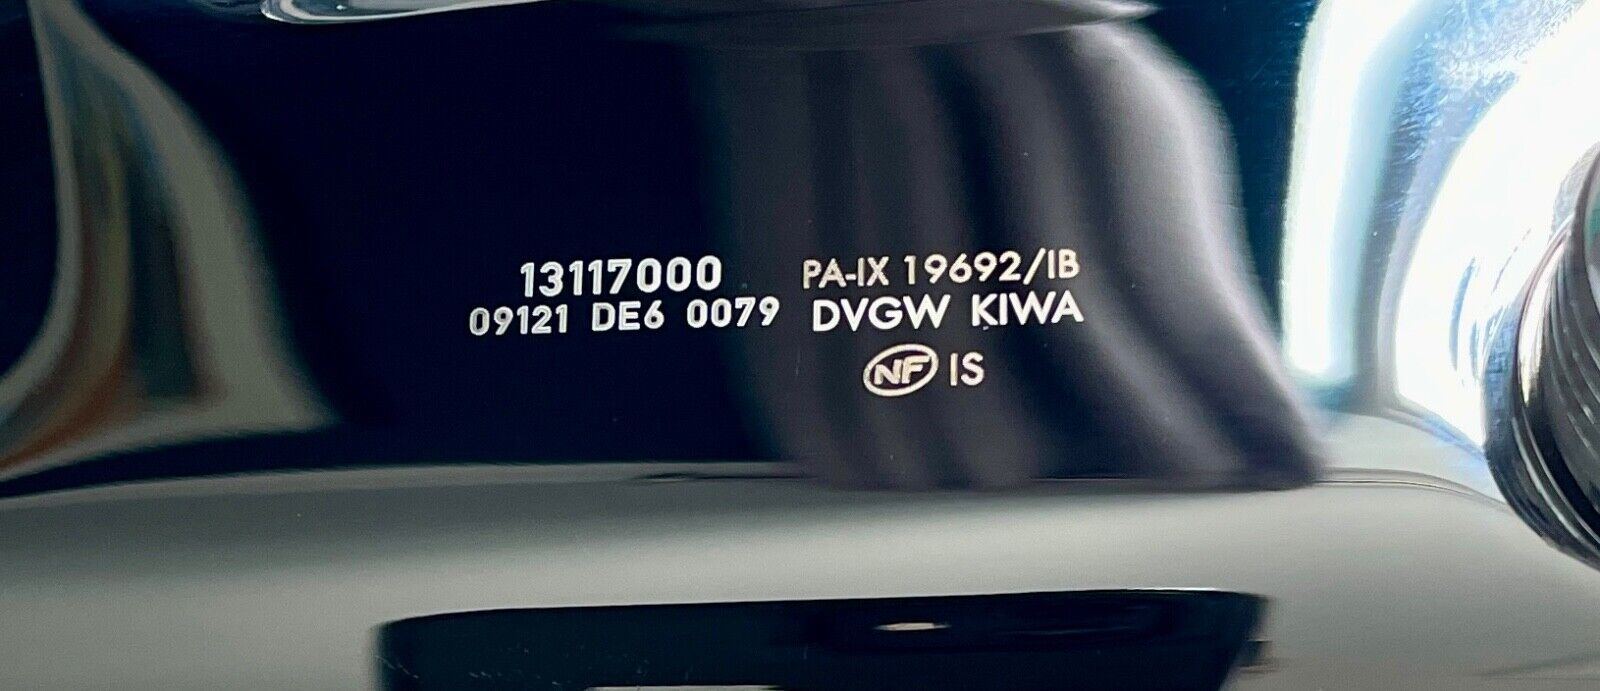 13117000 PA-IX 19692/IB
09121 DE6 0079 DVGW KIWA
NF IS